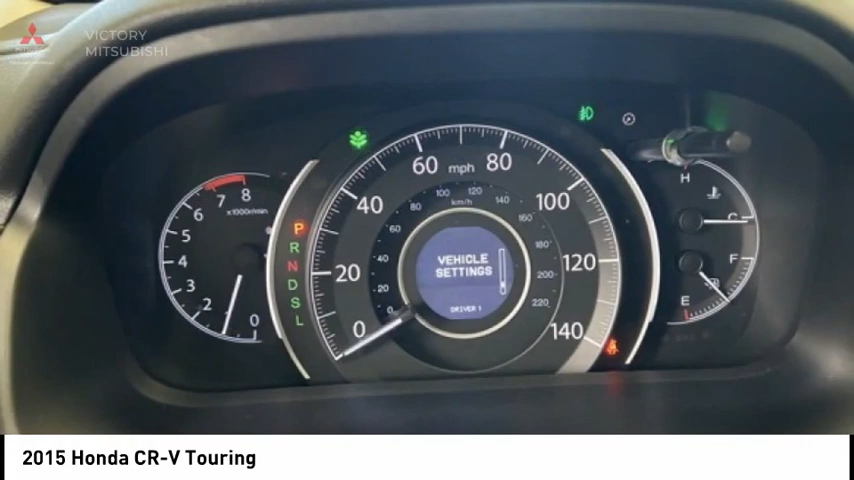 VICTORY
MITSUBISHI
60 mph 80
40 100
20 120
0 140
100 120
80 km/h 140
60 160
40 180
20 200
0 220
8
7
6
x1000r/min
5
4
3
2
0
P
R
N
D
S
L
VEHICLE
SETTINGS
DRIVER 1
H
C
F
E
2015 Honda CR-V Touring